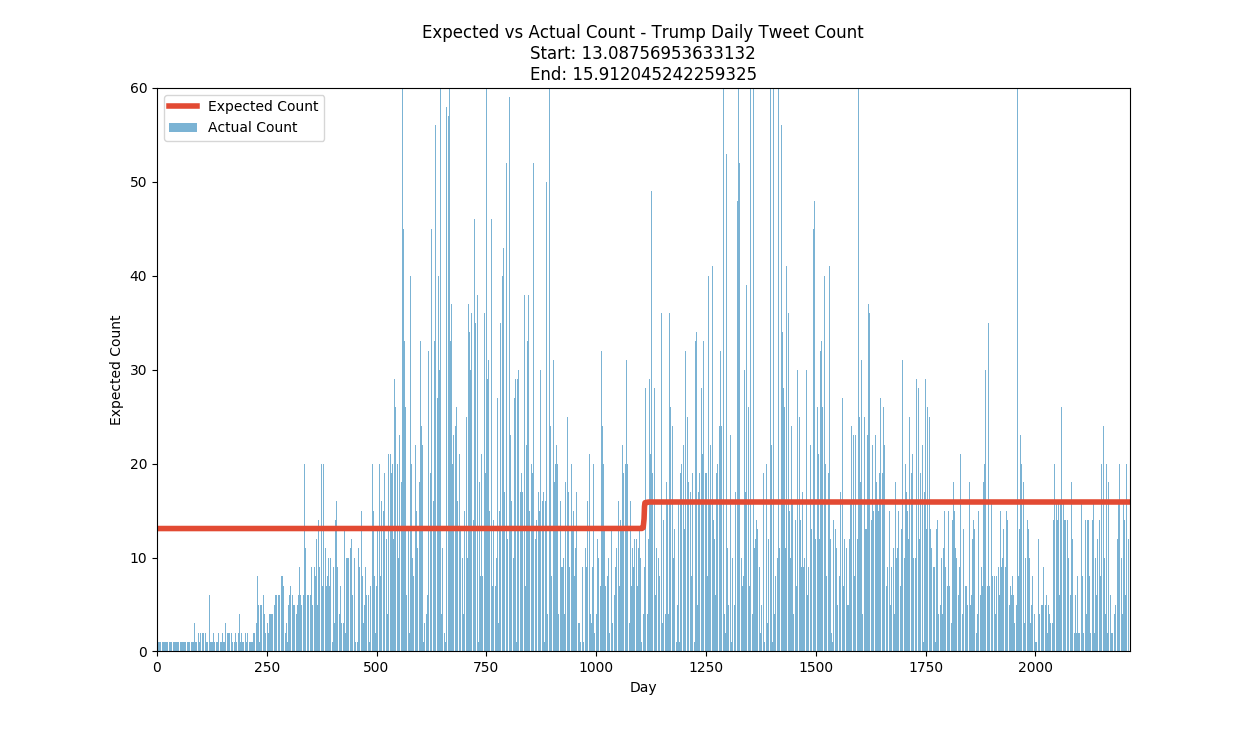 Expected vs Actual Count - Trump Daily Tweet Count
Start: 13.08756953633132
End: 15.912045242259325
Expected Count
Actual Count
60
50
40
30
20
10
0
Expected Count
0
250
500
750
1000
1250
1500
1750
2000
Day